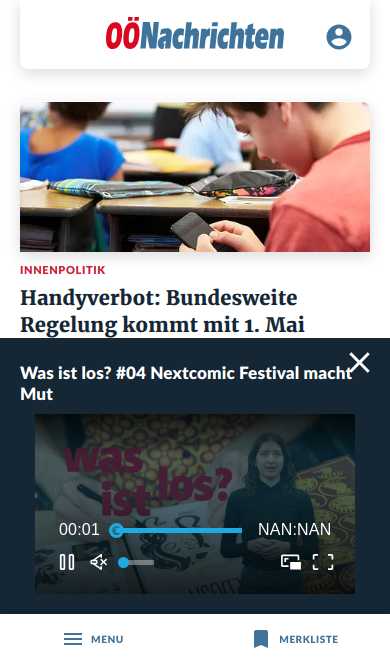 OÖNachrichten
INNENPOLITIK
Handyverbot: Bundesweite
Regelung kommt mit 1. Mai
Was ist los? #04 Nextcomic Festival macht
Mut
was
ist los?
00:01
NAN:NAN
MENU
MERKLISTE